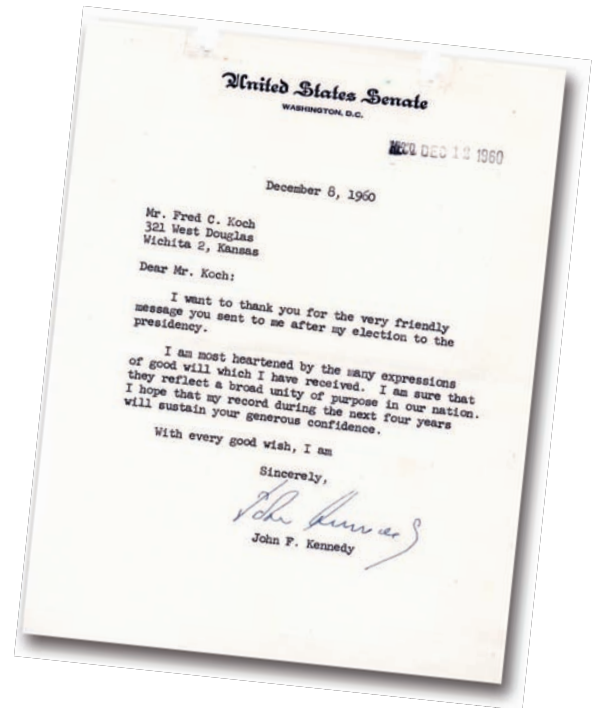 United States Senate
WASHINGTON, D.C.
REC'D DEC 12 1960
December 8, 1960
Mr. Fred C. Koch
321 West Douglas
Wichita 2, Kansas
Dear Mr. Koch:
I want to thank you for the very friendly
message you sent to me after my election to the
presidency.
I am most heartened by the many expressions
of good will which I have received. I am sure that
they reflect a broad unity of purpose in our nation.
I hope that my record during the next four years
will sustain your generous confidence.
With every good wish, I am
Sincerely,
John Kennedy
John F. Kennedy